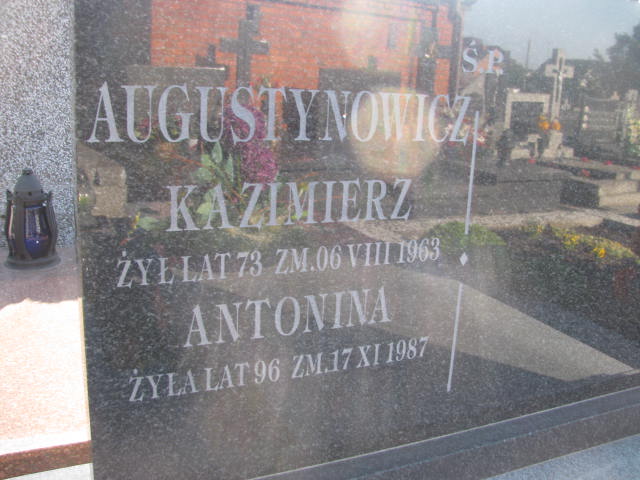 Ś.P.
AUGUSTYNOWICZ
KAZIMIERZ
ŻYŁ LAT 73 ZM.06 VIII 1963
ANTONINA
ŻYŁA LAT 96 ZM.17 XI 1987